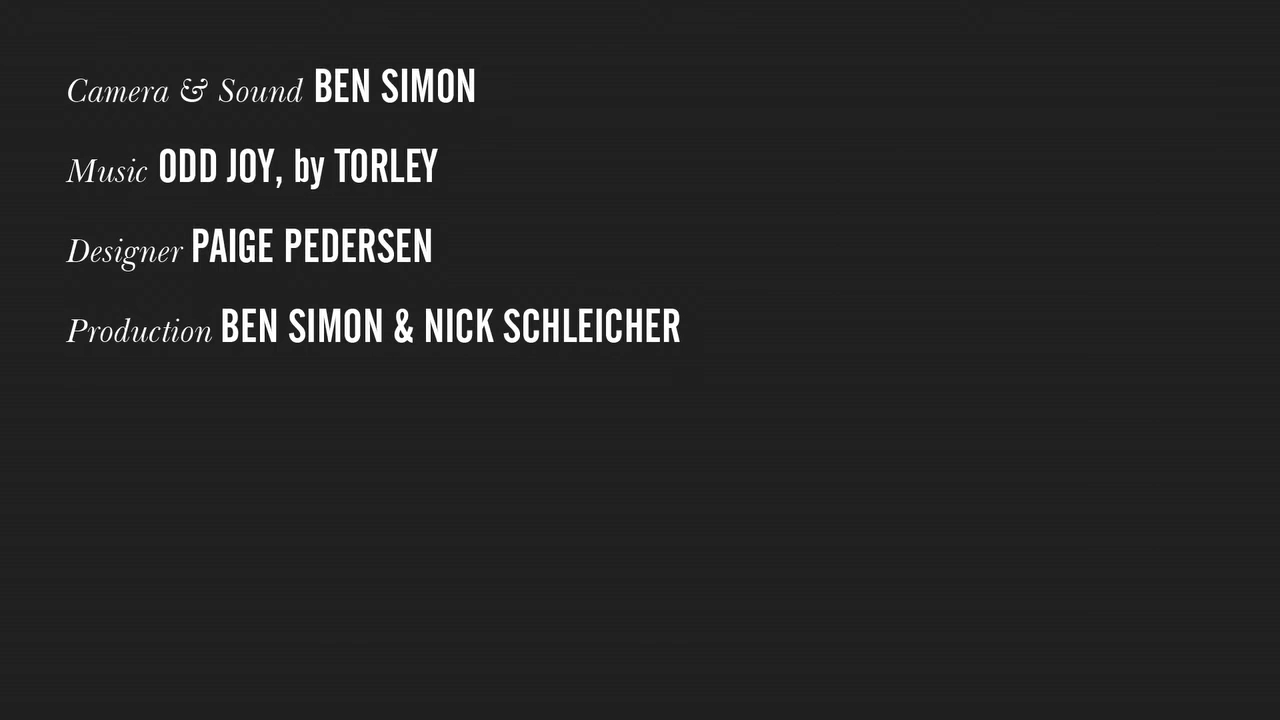 Camera & Sound BEN SIMON
Music ODD JOY, by TORLEY
Designer PAIGE PEDERSEN
Production BEN SIMON & NICK SCHLEICHER